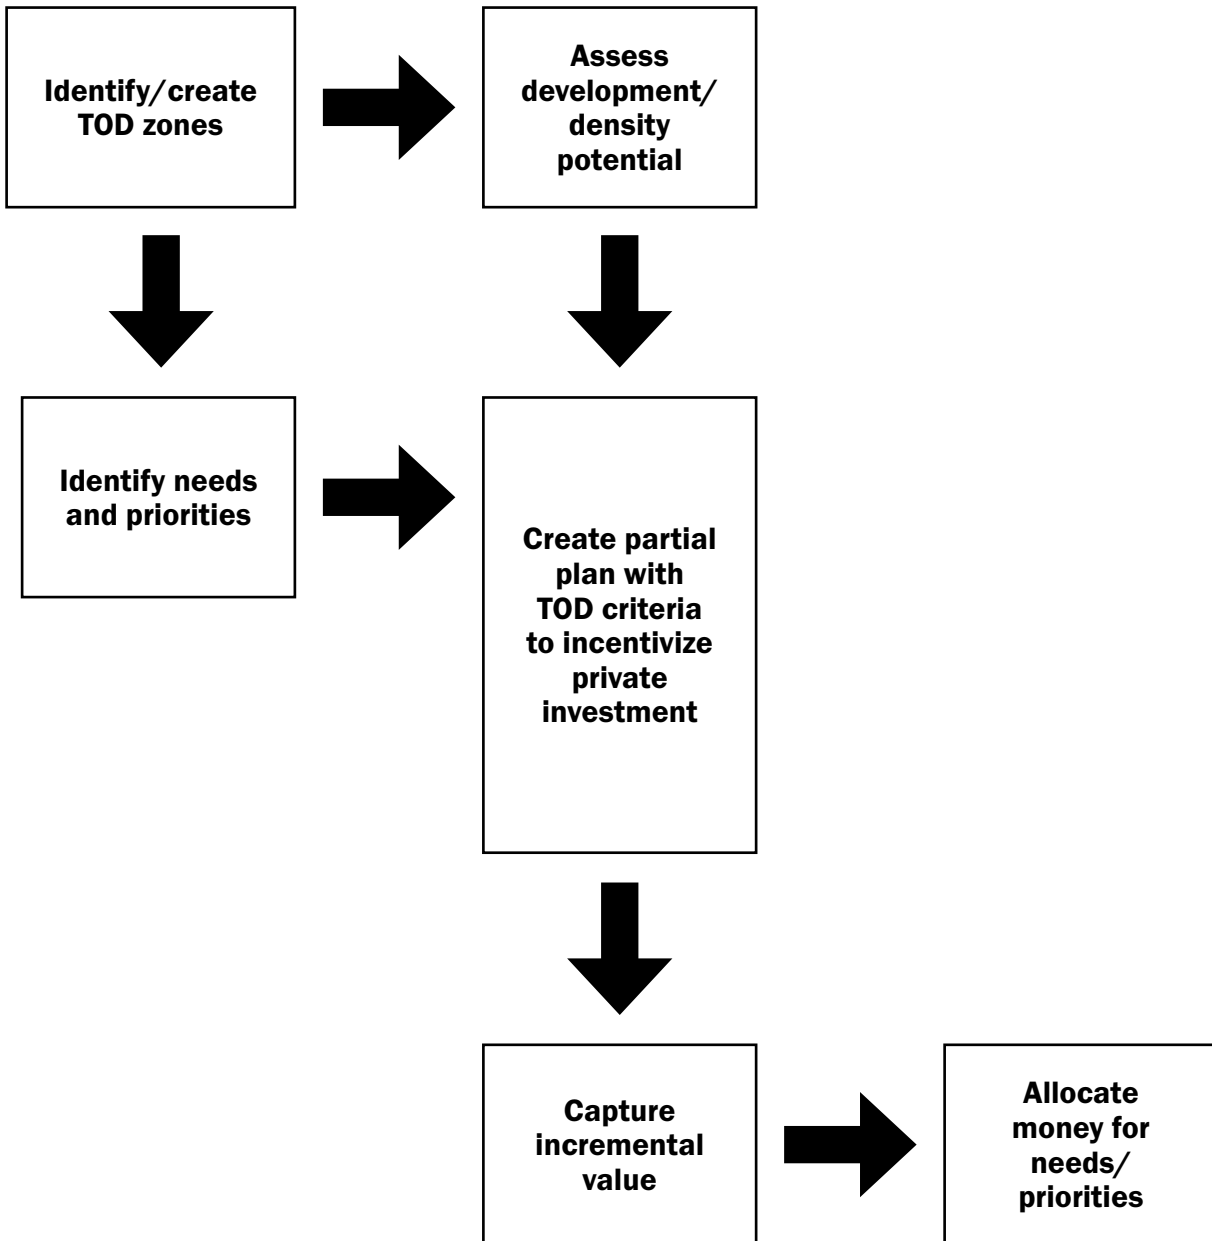 Identify/create
TOD zones
Assess
development/
density
potential
Identify needs
and priorities
Create partial
plan with
TOD criteria
to incentivize
private
investment
Capture
incremental
value
Allocate
money for
needs/
priorities